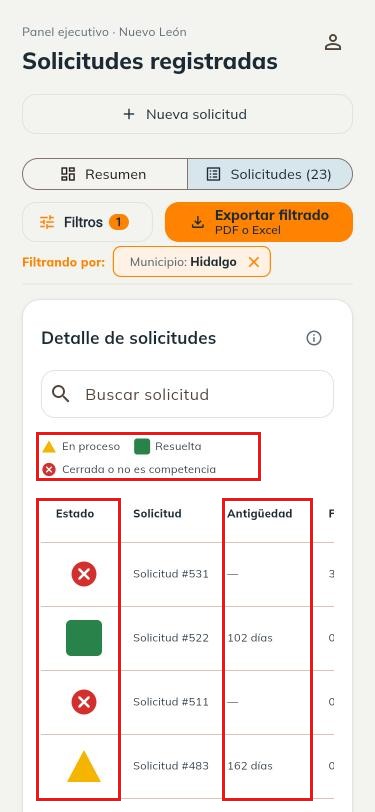 Panel ejecutivo · Nuevo León
Solicitudes registradas
+ Nueva solicitud
Resumen
Solicitudes (23)
Filtros 1
Exportar filtrado
PDF o Excel
Filtrando por:
Municipio: Hidalgo
Detalle de solicitudes
Buscar solicitud
En proceso
Resuelta
Cerrada o no es competencia
Estado Solicitud Antigüedad
Solicitud #531 —
Solicitud #522 102 días
Solicitud #511 —
Solicitud #483 162 días